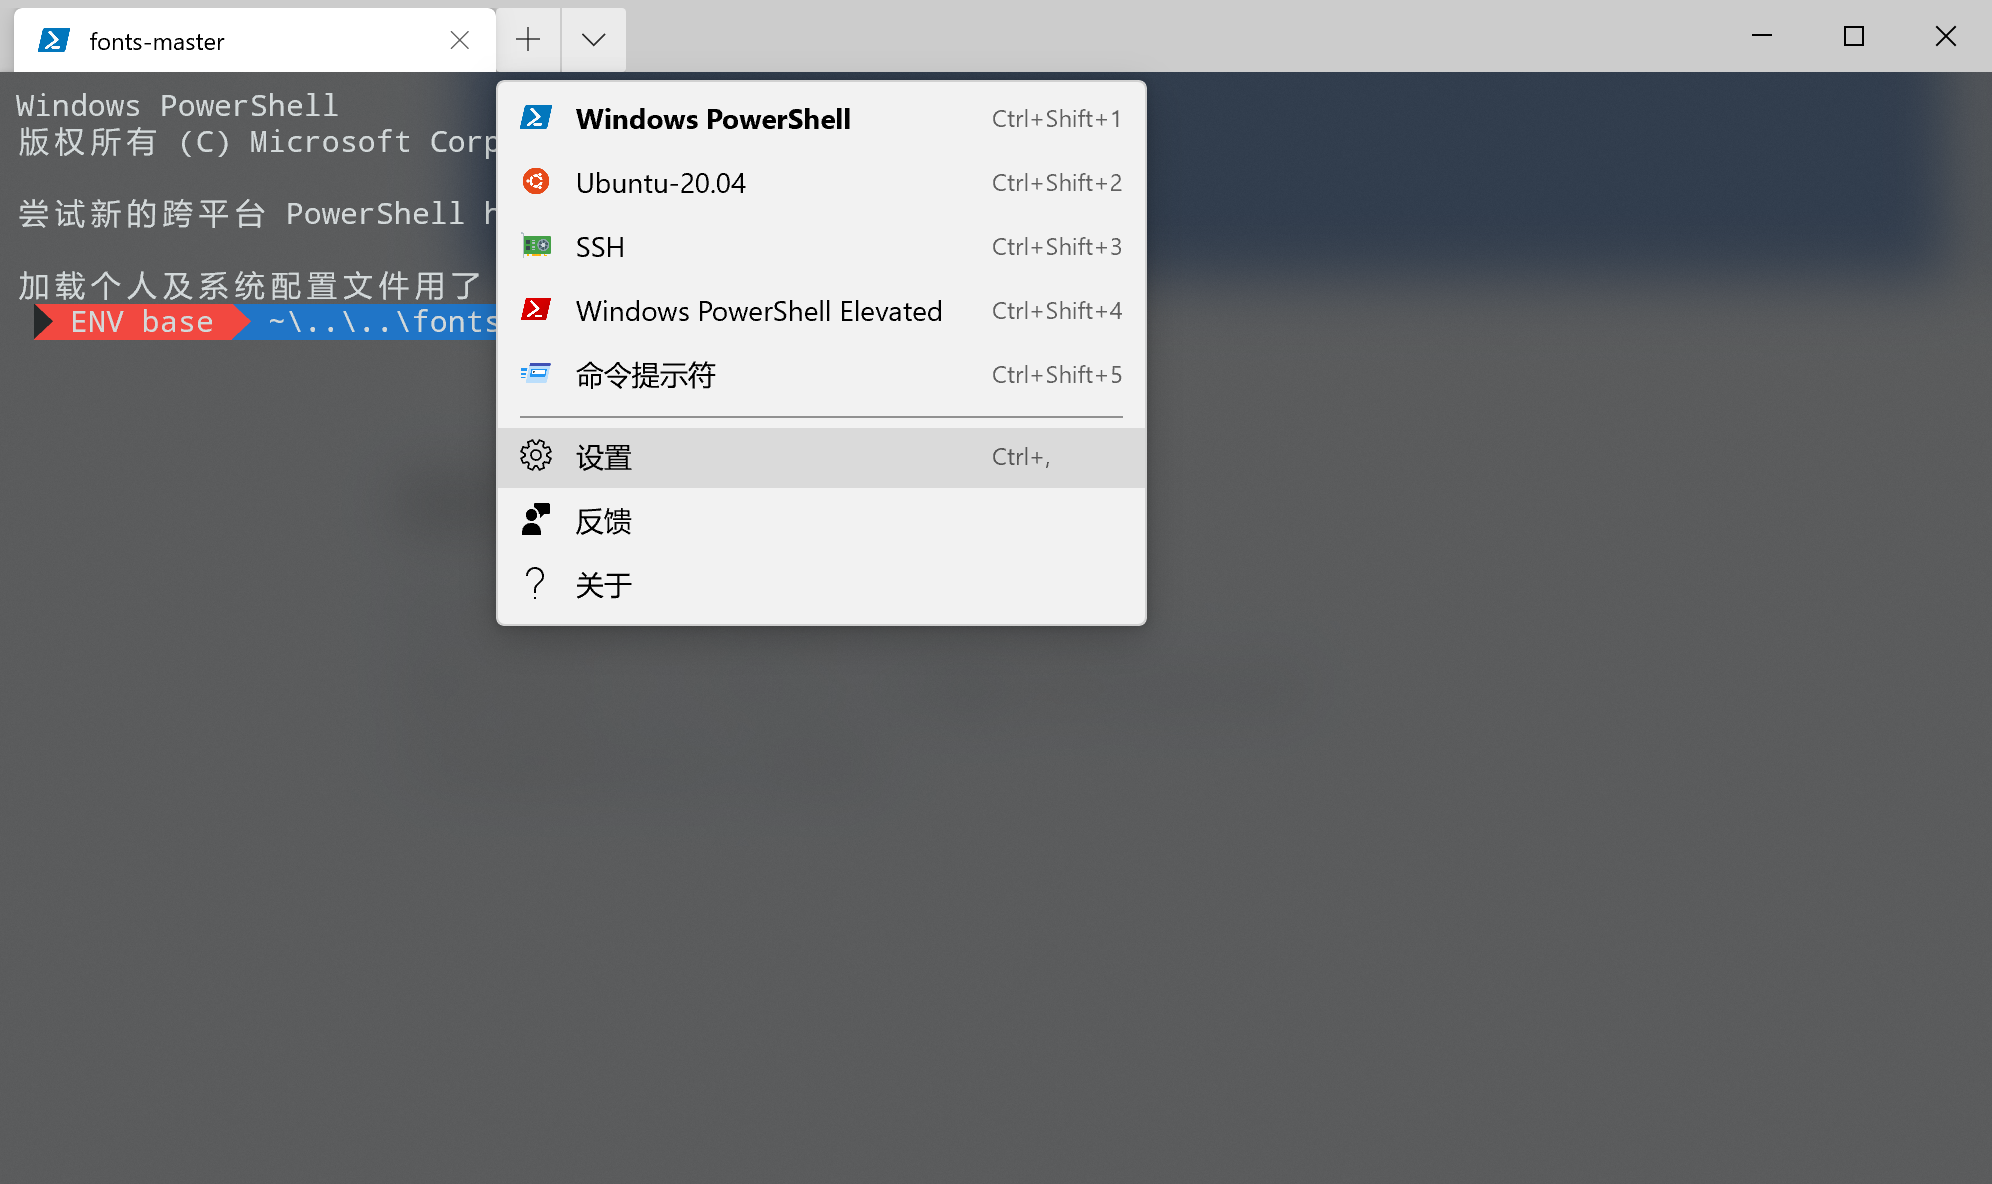 fonts-master
Windows PowerShell
版权所有 (C) Microsoft Corp
尝试新的跨平台 PowerShell h
加载个人及系统配置文件用了
ENV base ~\..\..\fonts
Windows PowerShell Ctrl+Shift+1
Ubuntu-20.04 Ctrl+Shift+2
SSH Ctrl+Shift+3
Windows PowerShell Elevated Ctrl+Shift+4
命令提示符 Ctrl+Shift+5
设置 Ctrl+,
反馈
关于